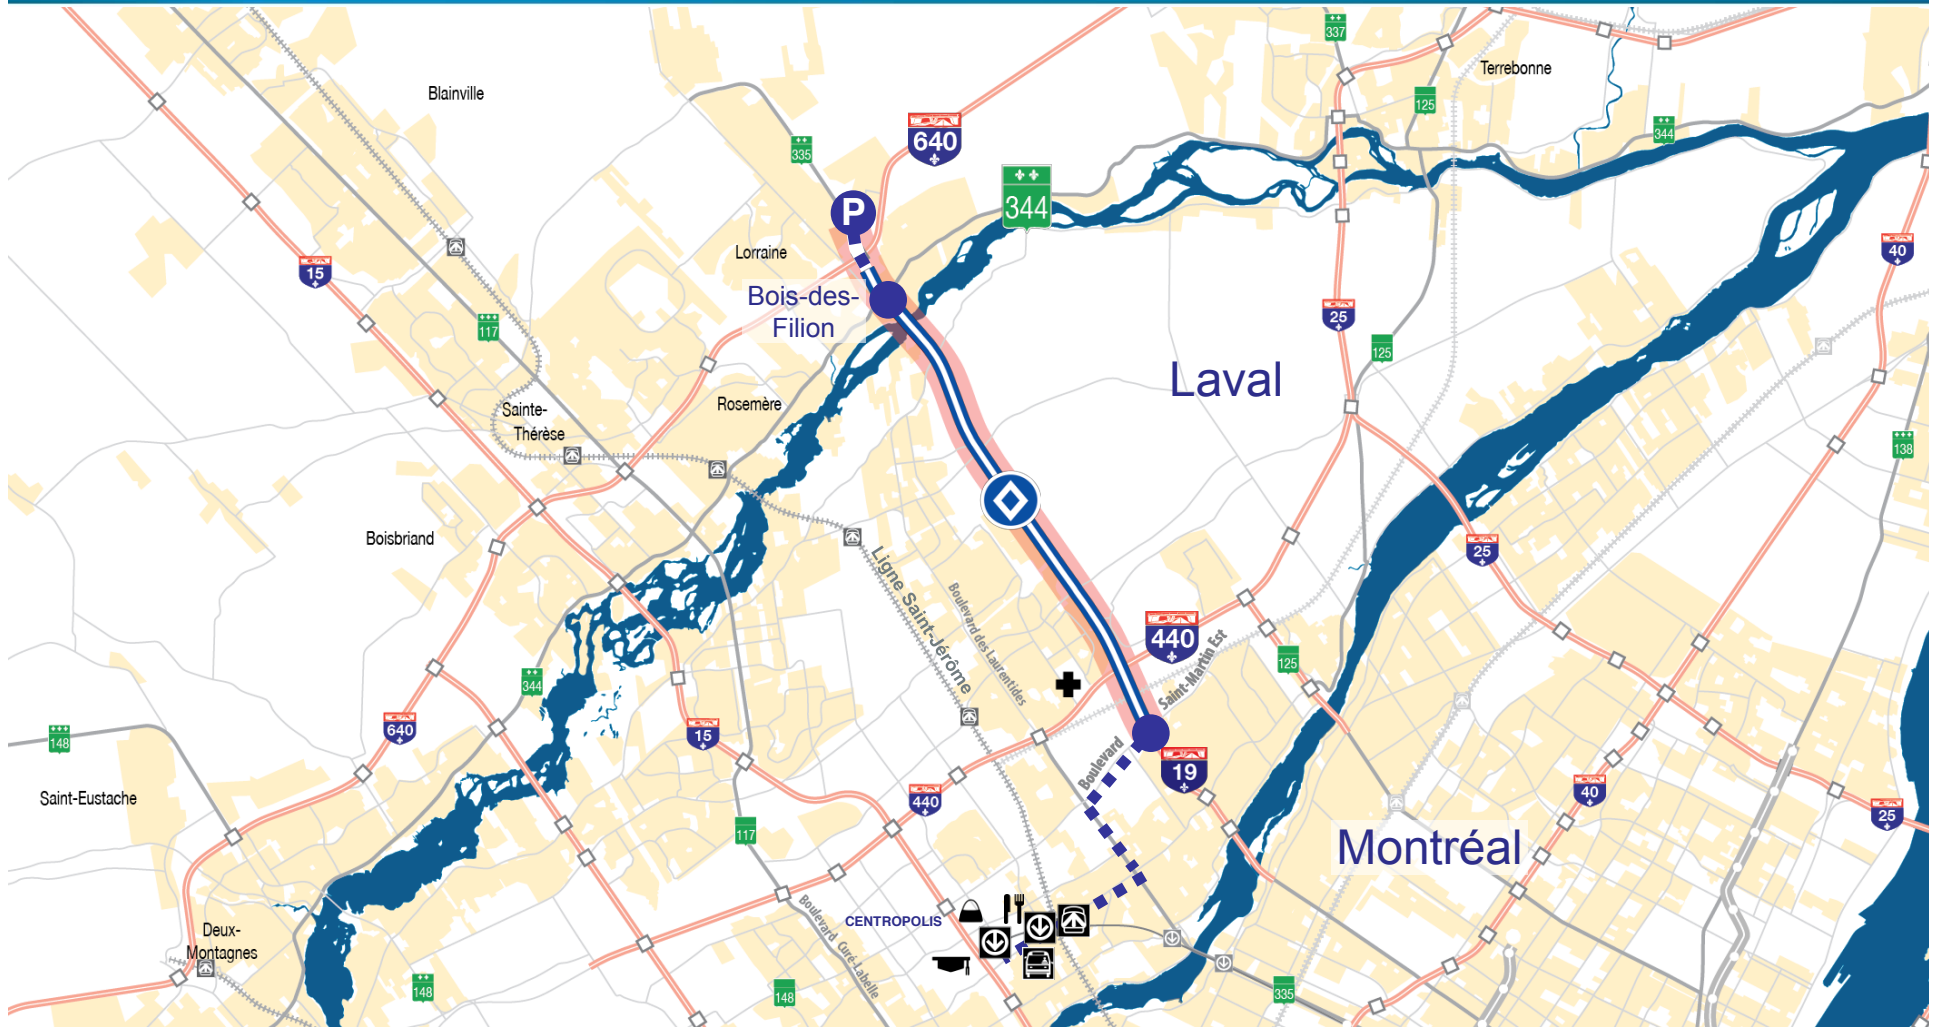 337
Terrebonne
Blainville
125
640
344
335
344
P
Lorraine
40
15
Bois-des-
Filion
25
117
125
Laval
Rosemère
Sainte-
Thérèse
138
Boisbriand
25
Ligne Saint-Jérôme
Boulevard des Laurentides
440
Saint-Martin Est
125
344
640
15
148
Boulevard
19
Saint-Eustache
440
40
25
117
Montréal
CENTROPOLIS
Boulevard Curé-Labelle
Deux-
Montagnes
148
148
335